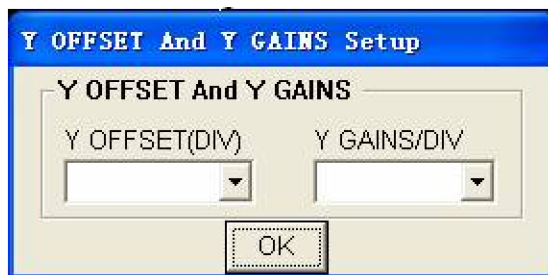 Y OFFSET And Y GAINS Setup
Y OFFSET And Y GAINS
Y OFFSET(DIV) Y GAINS/DIV
OK